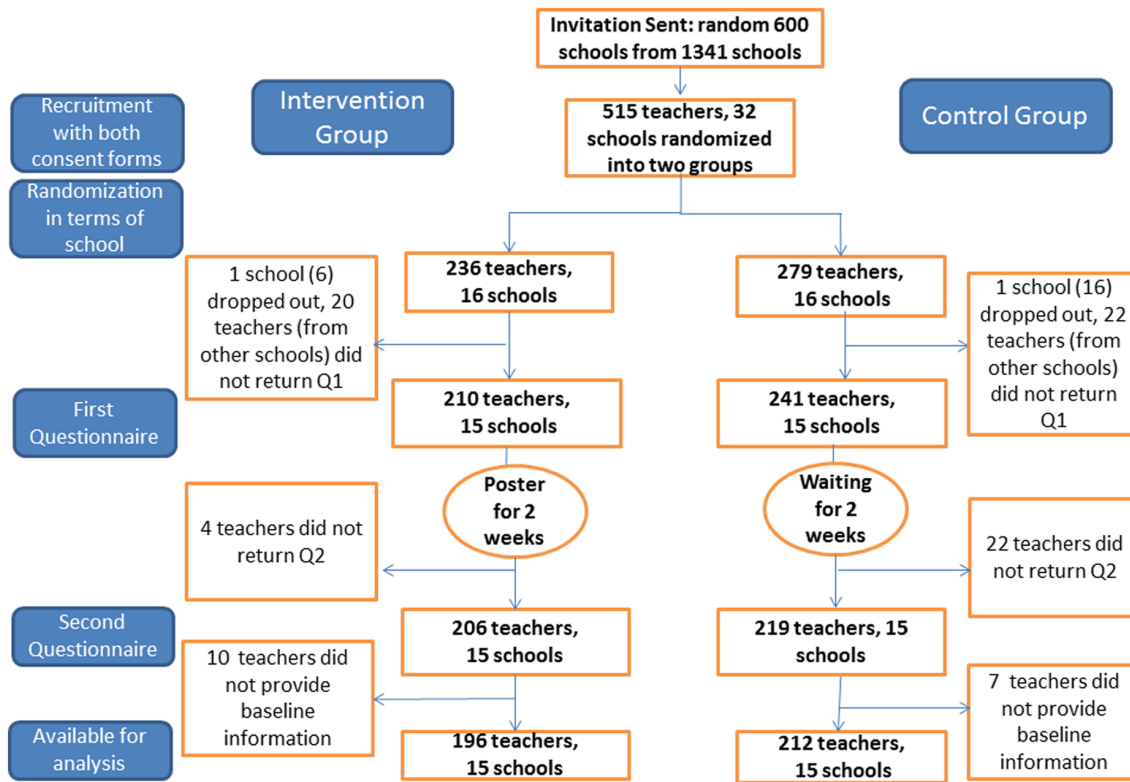 Invitation Sent: random 600
schools from 1341 schools
Recruitment
with both
consent forms
Intervention
Group
515 teachers, 32
schools randomized
into two groups
Control Group
Randomization
in terms of
school
1 school (6)
dropped out, 20
teachers (from
other schools) did
not return Q1
236 teachers,
16 schools
279 teachers,
16 schools
1 school (16)
dropped out, 22
teachers (from
other schools)
did not return
Q1
First
Questionnaire
210 teachers,
15 schools
241 teachers,
15 schools
Poster
for 2
weeks
Waiting
for 2
weeks
4 teachers did not
return Q2
22 teachers did
not return Q2
Second
Questionnaire
206 teachers,
15 schools
219 teachers, 15
schools
10 teachers did
not provide
baseline
information
7 teachers did
not provide
baseline
information
Available for
analysis
196 teachers,
15 schools
212 teachers,
15 schools